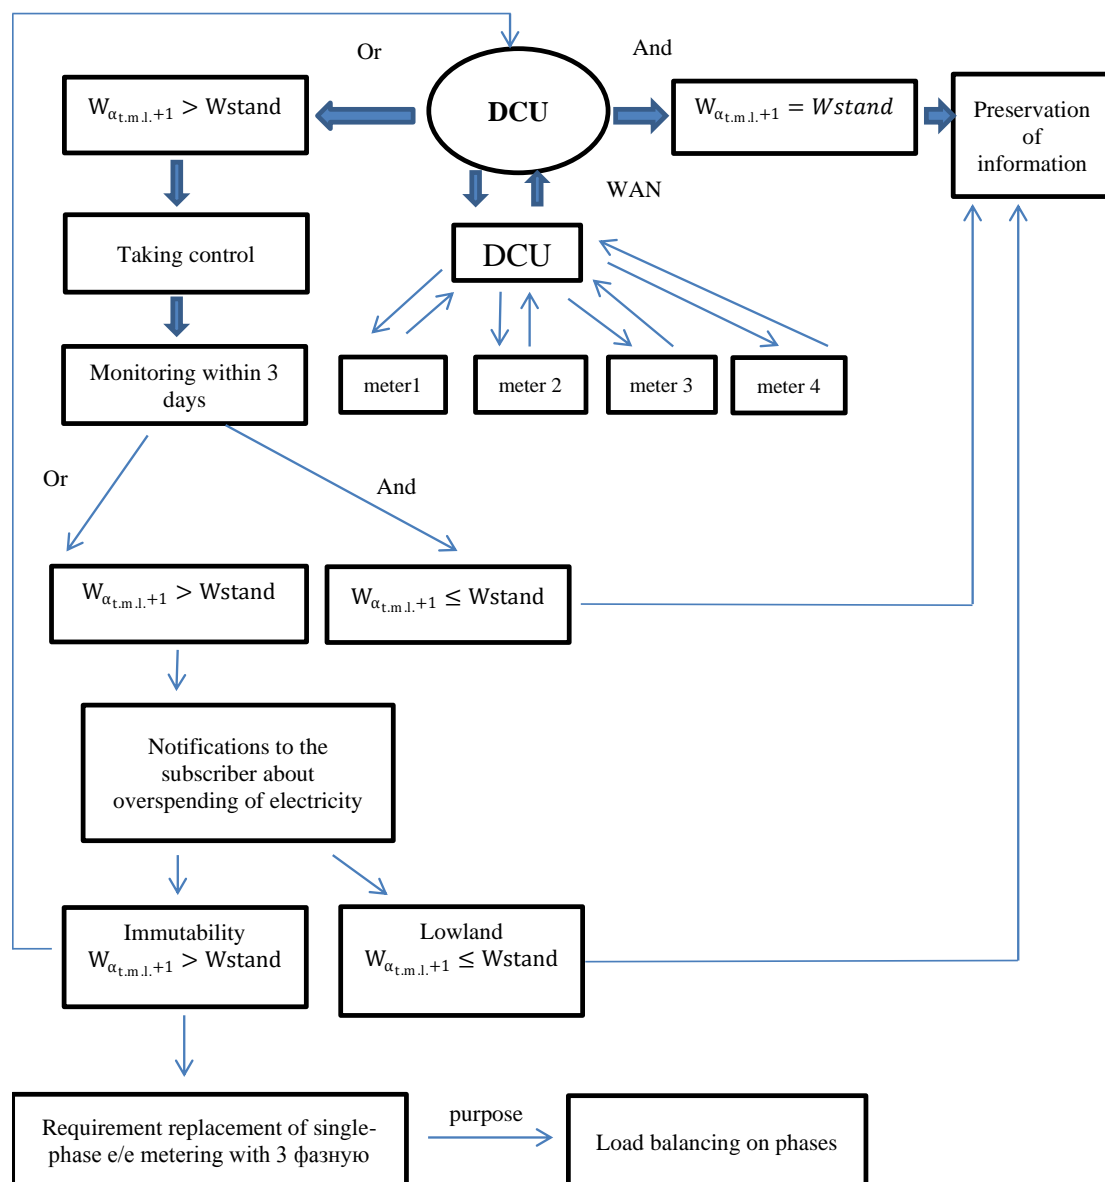 Or
And
W_{α_{t.m.l.+1}} > Wstand
DCU
W_{α_{t.m.l.+1}} = Wstand
Preservation
of
information
WAN
Taking control
DCU
Monitoring within 3
days
meter1
meter 2
meter 3
meter 4
Or
And
W_{α_{t.m.l.+1}} > Wstand
W_{α_{t.m.l.+1}} ≤ Wstand
Notifications to the
subscriber about
overspending of electricity
Immutability
W_{α_{t.m.l.+1}} > Wstand
Lowland
W_{α_{t.m.l.+1}} ≤ Wstand
Requirement replacement of single-
phase e/e metering with 3 фазную
purpose
Load balancing on phases